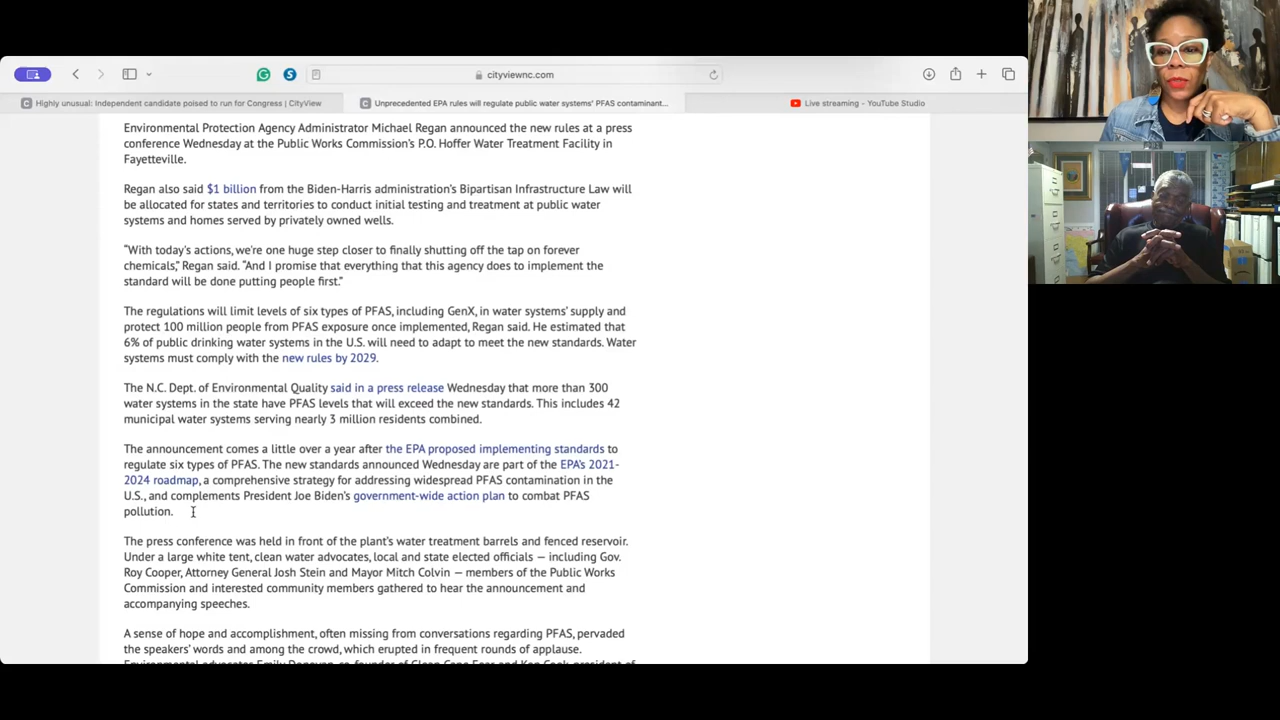 cityviewnc.com
Highly unusual: Independent candidate poised to run for Congress | CityView
Unprecedented EPA rules will regulate public water systems' PFAS contaminant...
Live streaming - YouTube Studio
Environmental Protection Agency Administrator Michael Regan announced the new rules at a press
conference Wednesday at the Public Works Commission's P.O. Hoffer Water Treatment Facility in
Fayetteville.
Regan also said $1 billion from the Biden-Harris administration's Bipartisan Infrastructure Law will
be allocated for states and territories to conduct initial testing and treatment at public water
systems and homes served by privately owned wells.
“With today's actions, we're one huge step closer to finally shutting off the tap on forever
chemicals,” Regan said. “And I promise that everything that this agency does to implement the
standard will be done putting people first.”
The regulations will limit levels of six types of PFAS, including GenX, in water systems' supply and
protect 100 million people from PFAS exposure once implemented, Regan said. He estimated that
6% of public drinking water systems in the U.S. will need to adapt to meet the new standards. Water
systems must comply with the new rules by 2029.
The N.C. Dept. of Environmental Quality said in a press release Wednesday that more than 300
water systems in the state have PFAS levels that will exceed the new standards. This includes 42
municipal water systems serving nearly 3 million residents combined.
The announcement comes a little over a year after the EPA proposed implementing standards to
regulate six types of PFAS. The new standards announced Wednesday are part of the EPA's 2021-
2024 roadmap, a comprehensive strategy for addressing widespread PFAS contamination in the
U.S., and complements President Joe Biden's government-wide action plan to combat PFAS
pollution.
The press conference was held in front of the plant's water treatment barrels and fenced reservoir.
Under a large white tent, clean water advocates, local and state elected officials — including Gov.
Roy Cooper, Attorney General Josh Stein and Mayor Mitch Colvin — members of the Public Works
Commission and interested community members gathered to hear the announcement and
accompanying speeches.
A sense of hope and accomplishment, often missing from conversations regarding PFAS, pervaded
the speakers' words and among the crowd, which erupted in frequent rounds of applause.
Environmental advocate Emily Donovan, co-founder of Clean Cape Fear, and Ken Cook, president of